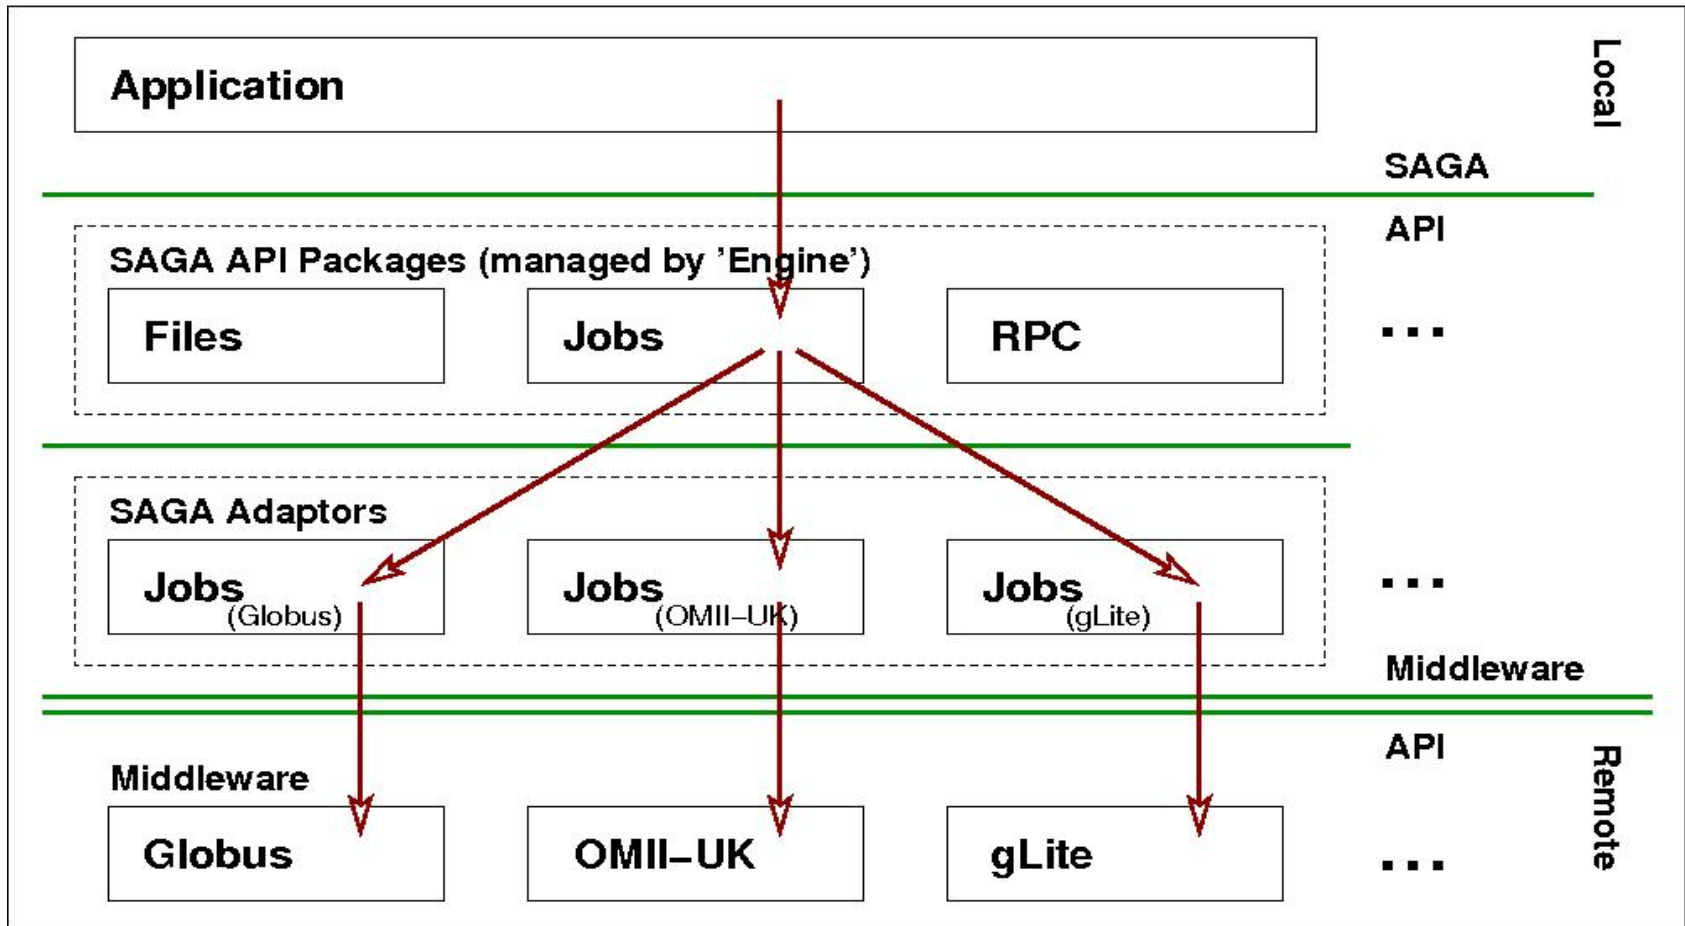 Application
Local
SAGA
API
SAGA API Packages (managed by ’Engine’)
Files
Jobs
RPC
...
SAGA Adaptors
Jobs
(Globus)
Jobs
(OMII–UK)
Jobs
(gLite)
...
Middleware
API
Remote
Middleware
Globus
OMII–UK
gLite
...